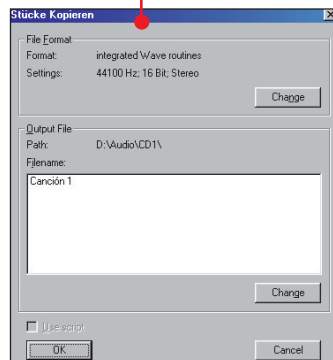 Stücke Kopieren
File Format
Format: integrated Wave routines
Settings: 44100 Hz; 16 Bit; Stereo
Change
Output File
Path: D:\Audio\CD1\
Filename:
Canción 1
Change
Use script
OK Cancel